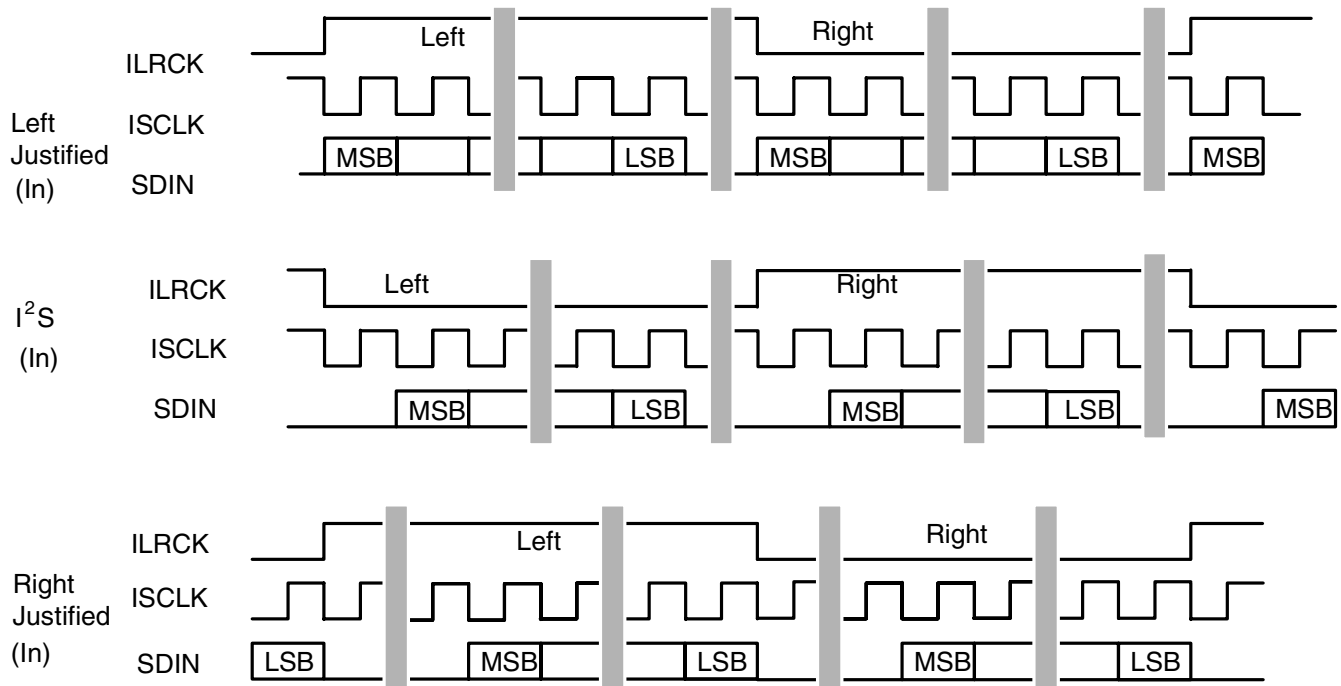 Left
Right
ILRCK
ISCLK
Left
Justified
(In)
MSB
LSB
MSB
LSB
MSB
SDIN
Left
Right
ILRCK
I²S
(In)
ISCLK
SDIN
MSB
LSB
MSB
LSB
MSB
ILRCK
Left
Right
Right
Justified
(In)
ISCLK
SDIN
LSB
MSB
LSB
MSB
LSB